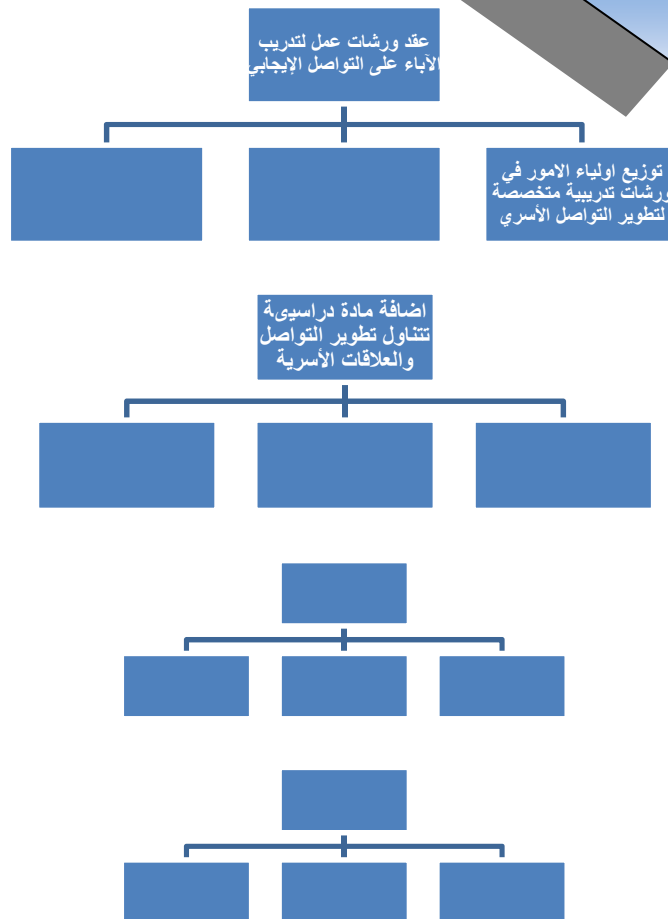 عقد ورشات عمل لتدريب
الآباء على التواصل الإيجابي
توزيع اولياء الامور في
ورشات تدريبية متخصصة
لتطوير التواصل الأسري
اضافة مادة دراسيىة
تتناول تطوير التواصل
والعلاقات الأسرية